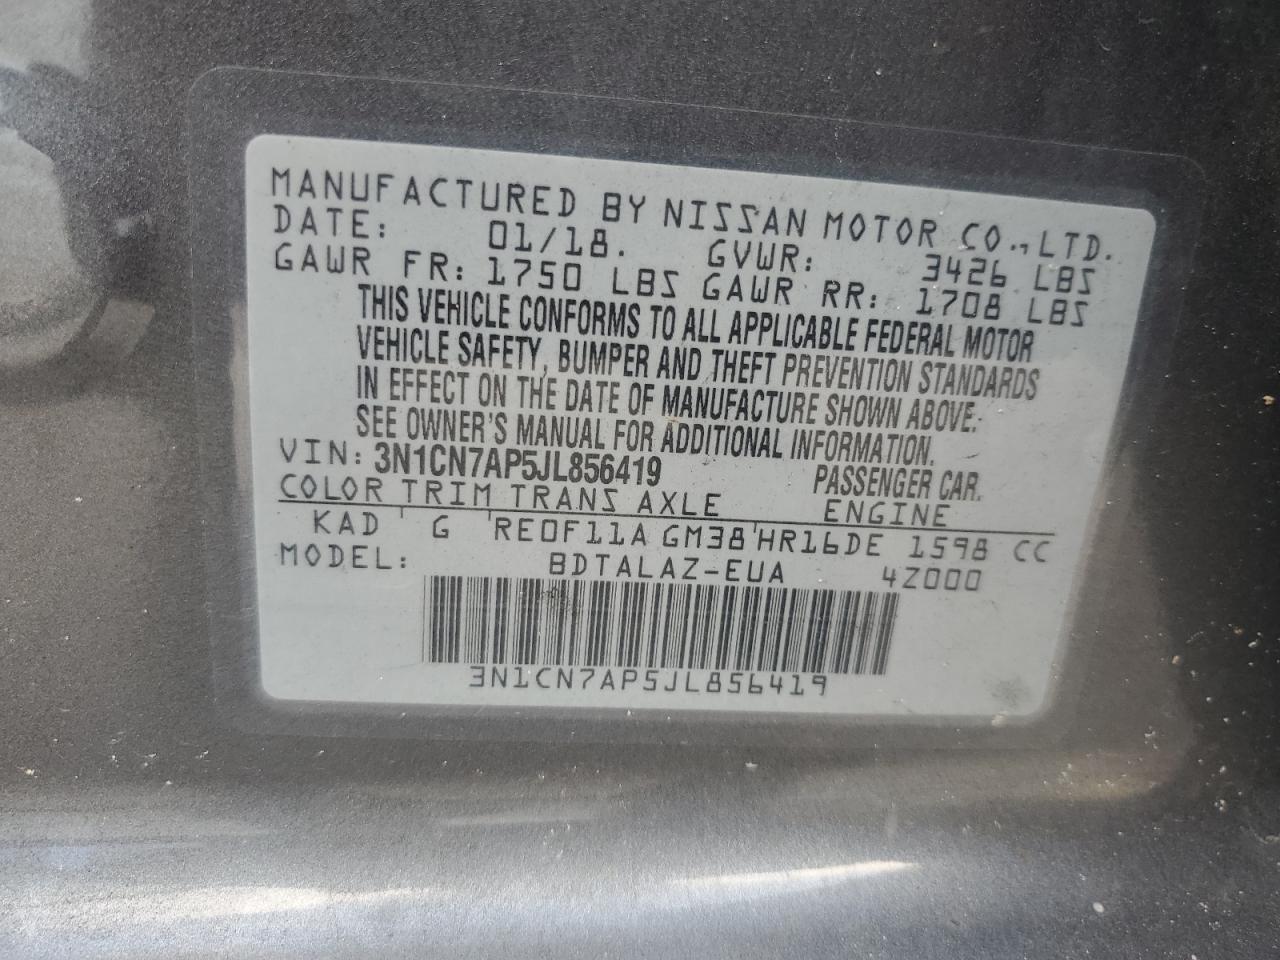 MANUFACTURED BY NISSAN MOTOR CO., LTD.
DATE: 01/18. GVWR: 3426 LBS
GAWR FR: 1750 LBS GAWR RR: 1708 LBS
THIS VEHICLE CONFORMS TO ALL APPLICABLE FEDERAL MOTOR
VEHICLE SAFETY, BUMPER AND THEFT PREVENTION STANDARDS
IN EFFECT ON THE DATE OF MANUFACTURE SHOWN ABOVE.
SEE OWNER'S MANUAL FOR ADDITIONAL INFORMATION.
VIN: 3N1CN7AP5JL856419 PASSENGER CAR.
COLOR TRIM TRANS AXLE ENGINE
KAD G RE0F11A GM38 HR16DE 1598 CC
MODEL: BDTALAZ-EUA 4Z000
3N1CN7AP5JL856419